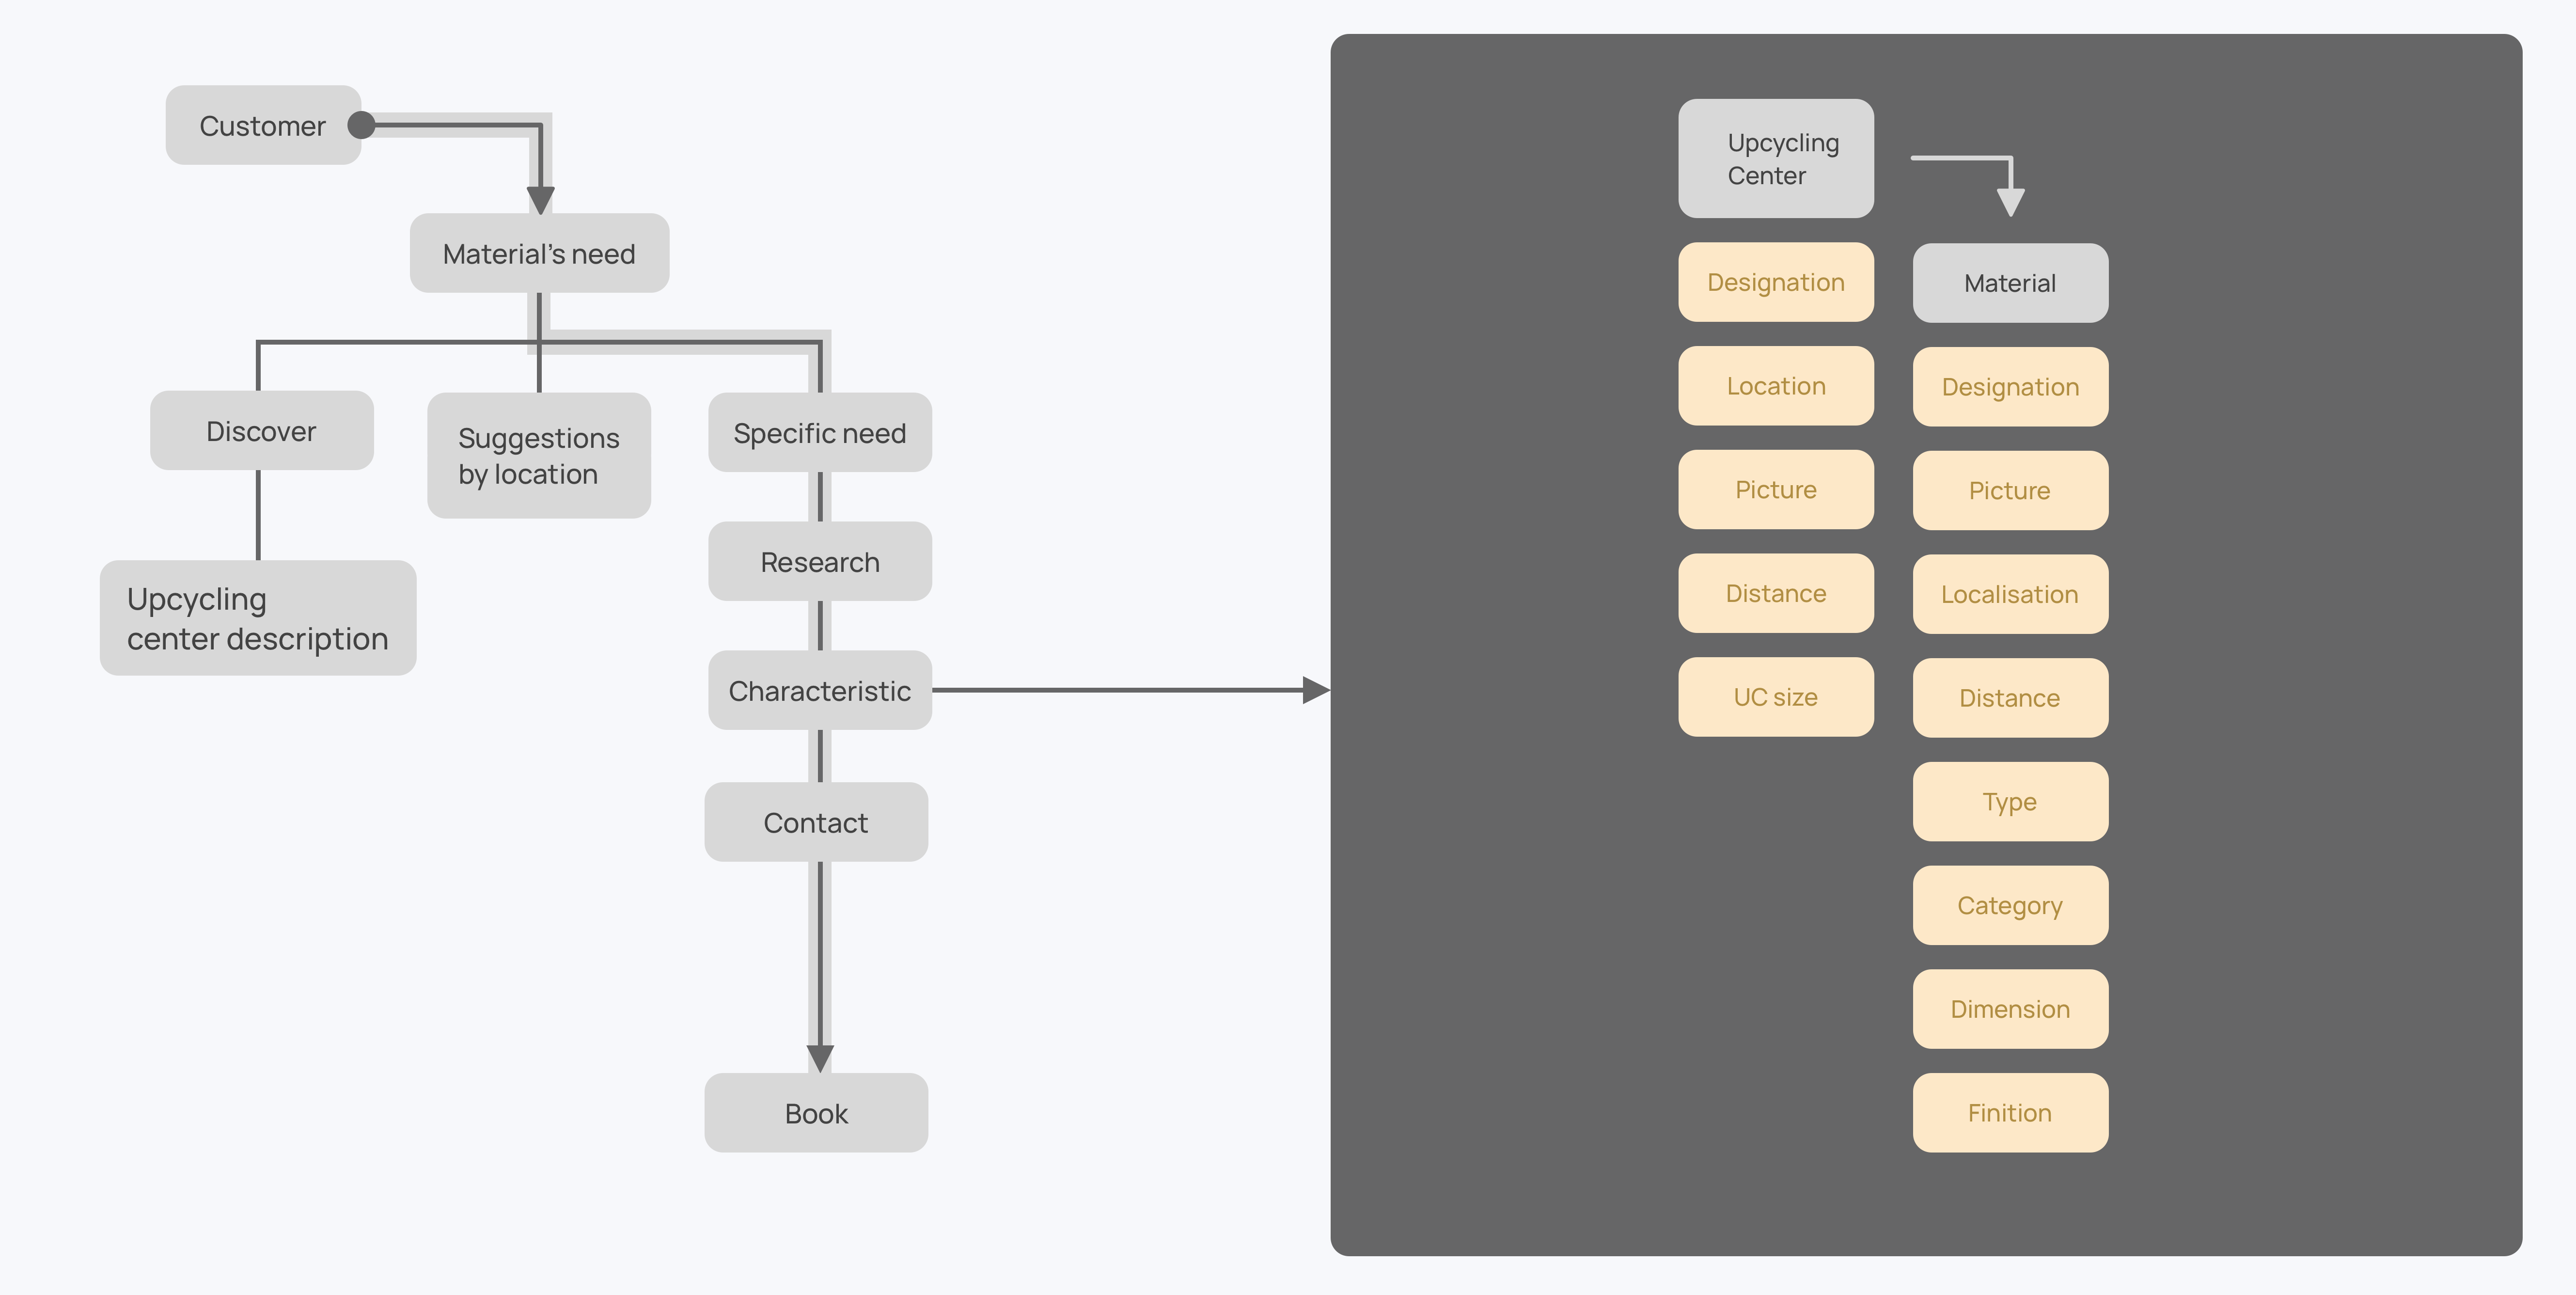 Customer
Material's need
Discover
Suggestions
by location
Specific need
Upcycling
center description
Research
Characteristic
Contact
Book
Upcycling
Center
Designation
Location
Picture
Distance
UC size
Material
Designation
Picture
Localisation
Distance
Type
Category
Dimension
Finition